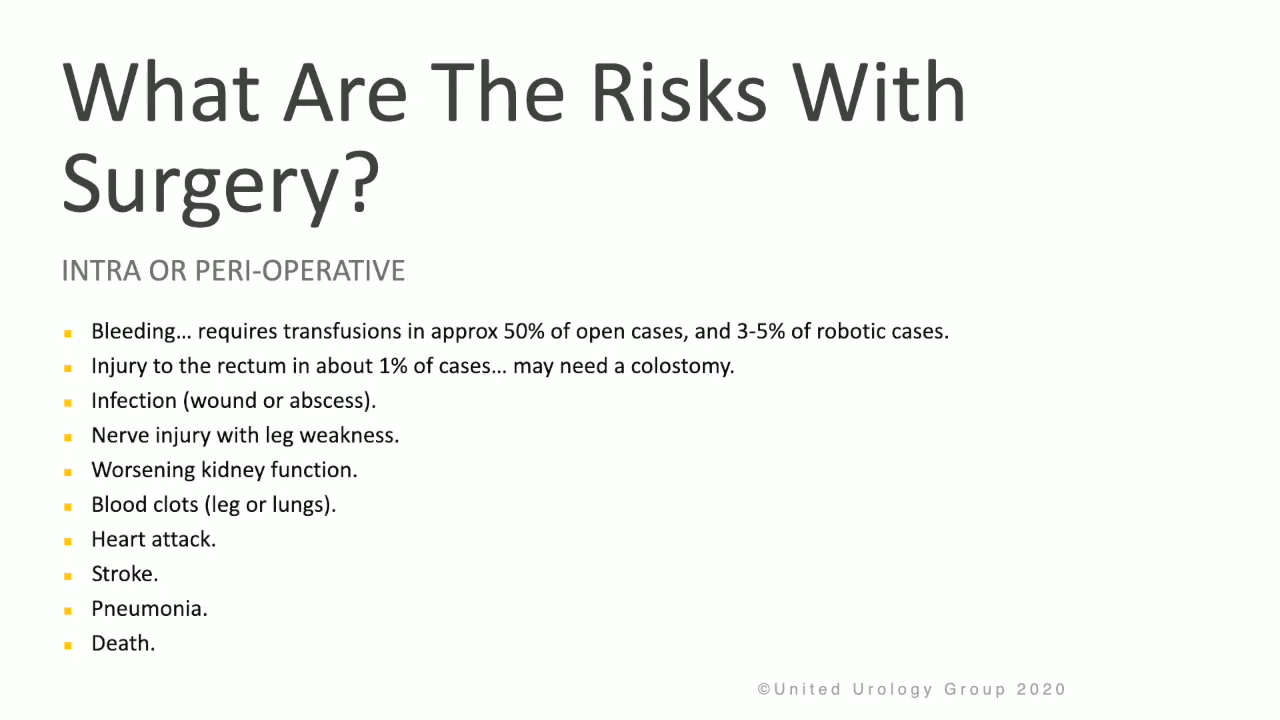 What Are The Risks With
Surgery?
INTRA OR PERI-OPERATIVE
Bleeding... requires transfusions in approx 50% of open cases, and 3-5% of robotic cases.
Injury to the rectum in about 1% of cases... may need a colostomy.
Infection (wound or abscess).
Nerve injury with leg weakness.
Worsening kidney function.
Blood clots (leg or lungs).
Heart attack.
Stroke.
Pneumonia.
Death.
©United Urology Group 2020